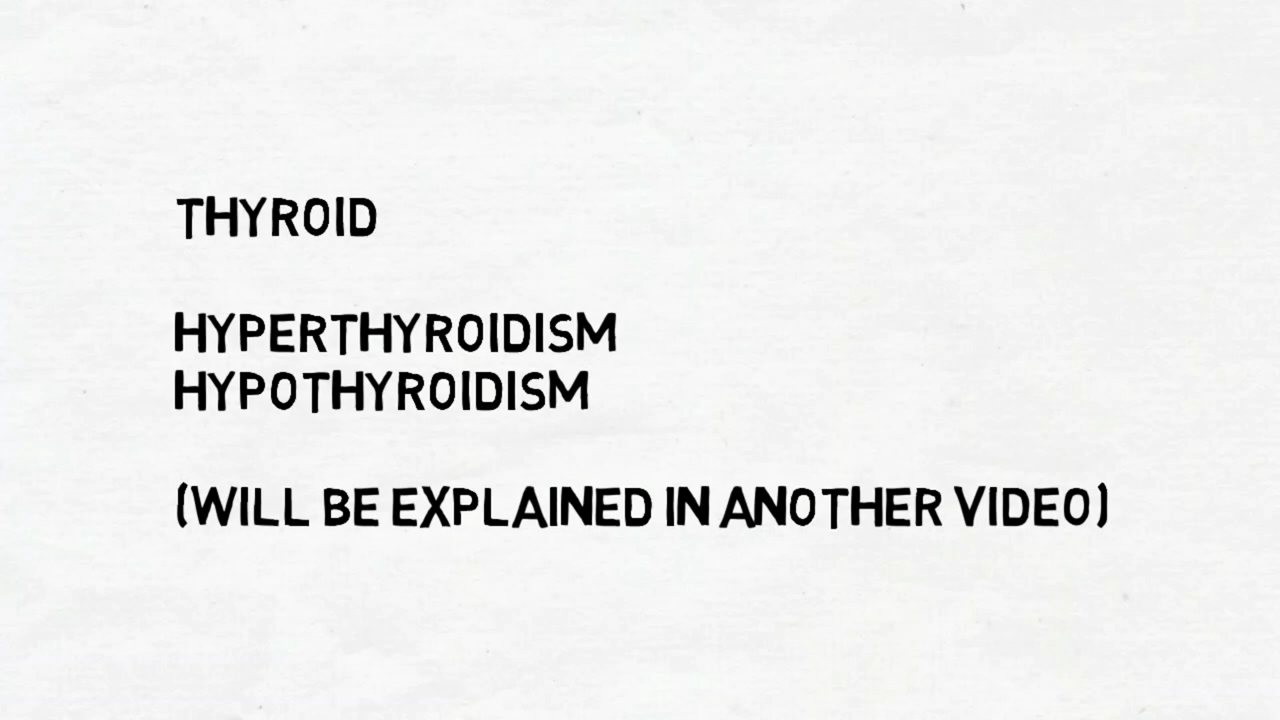 THYROID
HYPERTHYROIDISM
HYPOTHYROIDISM
(WILL BE EXPLAINED IN ANOTHER VIDEO)